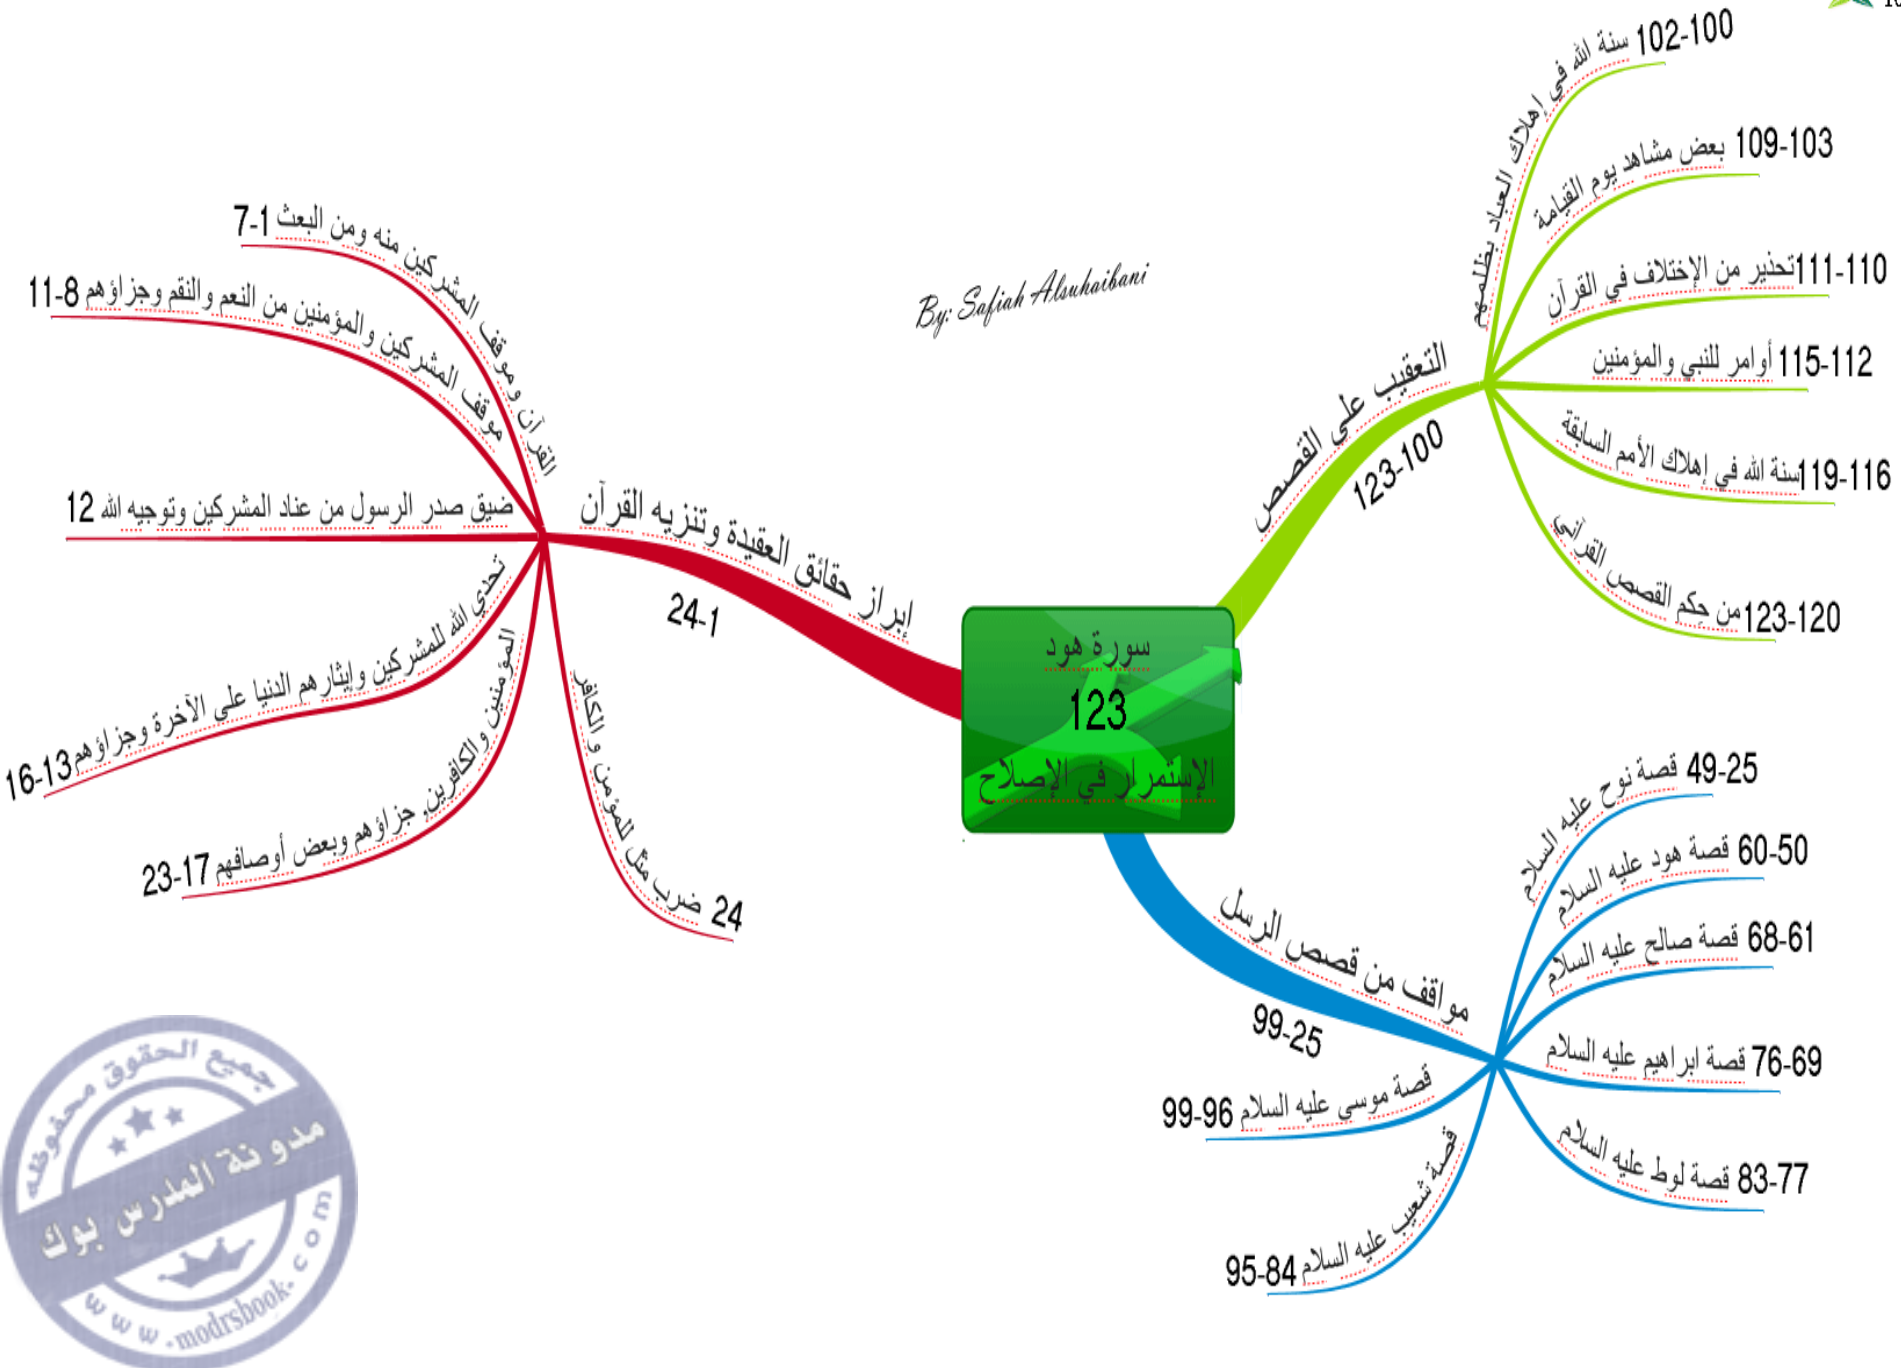 سورة هود
123
الإستمرار في الإصلاح
By: Safiah Alsuhaibani
التعقيب على القصص
123-100
سنة الله في إهلاك العباد بظلمهم 102-100
بعض مشاهد يوم القيامة 109-103
تحذير من الإختلاف في القرآن 111-110
أوامر للنبي والمؤمنين 115-112
سنة الله في إهلاك الأمم السابقة 119-116
من حِكم القصص القرآني 123-120
مواقف من قصص الرسل
99-25
قصة نوح عليه السلام 49-25
قصة هود عليه السلام 60-50
قصة صالح عليه السلام 68-61
قصة ابراهيم عليه السلام 76-69
قصة لوط عليه السلام 83-77
قصة شعيب عليه السلام 95-84
قصة موسى عليه السلام 99-96
إبراز حقائق العقيدة وتنزيه القرآن
24-1
القرآن وموقف المشركين منه ومن البعث 7-1
موقف المشركين والمؤمنين من النعم والنقم وجزاؤهم 11-8
ضيق صدر الرسول من عناد المشركين وتوجيه الله 12
تحدي الله للمشركين وإيثارهم الدنيا على الآخرة وجزاؤهم 16-13
المؤمنين والكافرين, جزاؤهم وبعض أوصافهم 23-17
ضرب مثل للمؤمن و الكافر 24
جميع الحقوق محفوظه
مدونة المدرس بوك
www.modrsbook.com